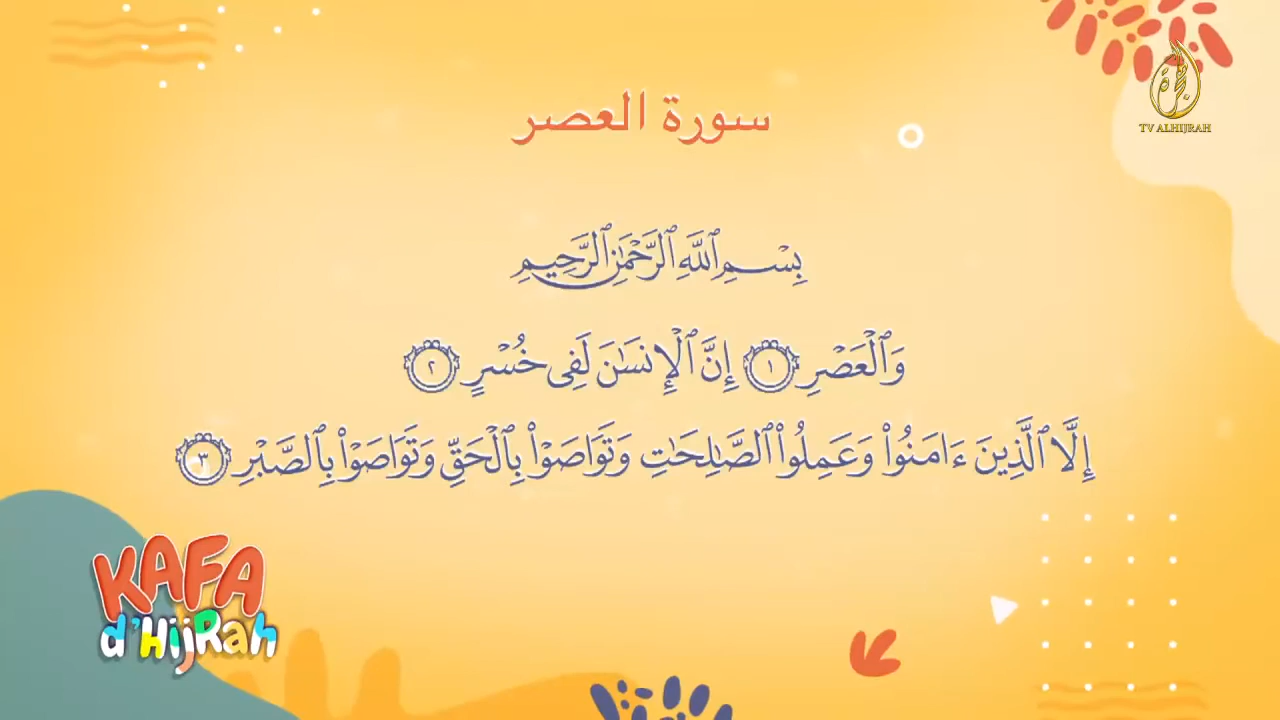 سورة العصر
TV ALHIJRAH
بِسْمِ ٱللَّهِ ٱلرَّحْمَٰنِ ٱلرَّحِيمِ
وَٱلْعَصْرِ ١ إِنَّ ٱلْإِنسَٰنَ لَفِى خُسْرٍ ٢
إِلَّا ٱلَّذِينَ ءَامَنُوا۟ وَعَمِلُوا۟ ٱلصَّٰلِحَٰتِ وَتَوَاصَوْا۟ بِٱلْحَقِّ وَتَوَاصَوْا۟ بِٱلصَّبْرِ ٣
KAFA
d'HijRah